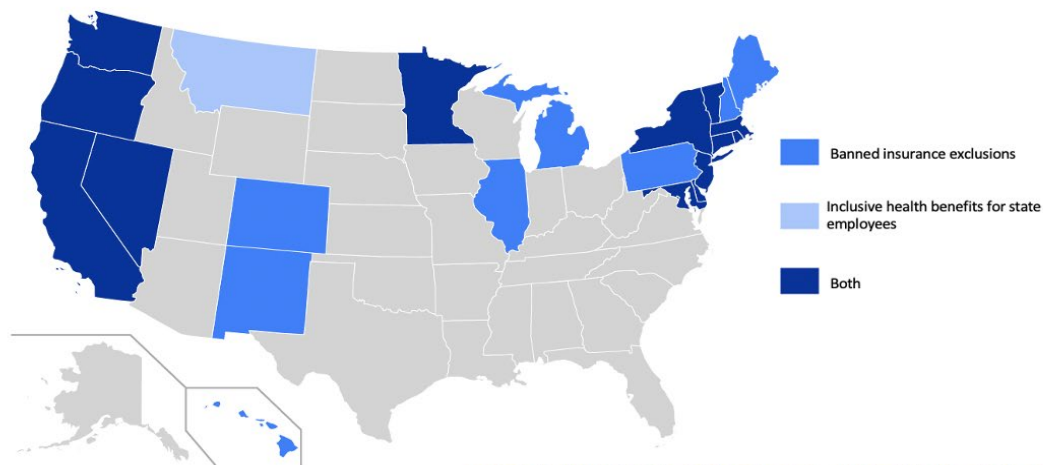 Banned insurance exclusions
Inclusive health benefits for state
employees
Both